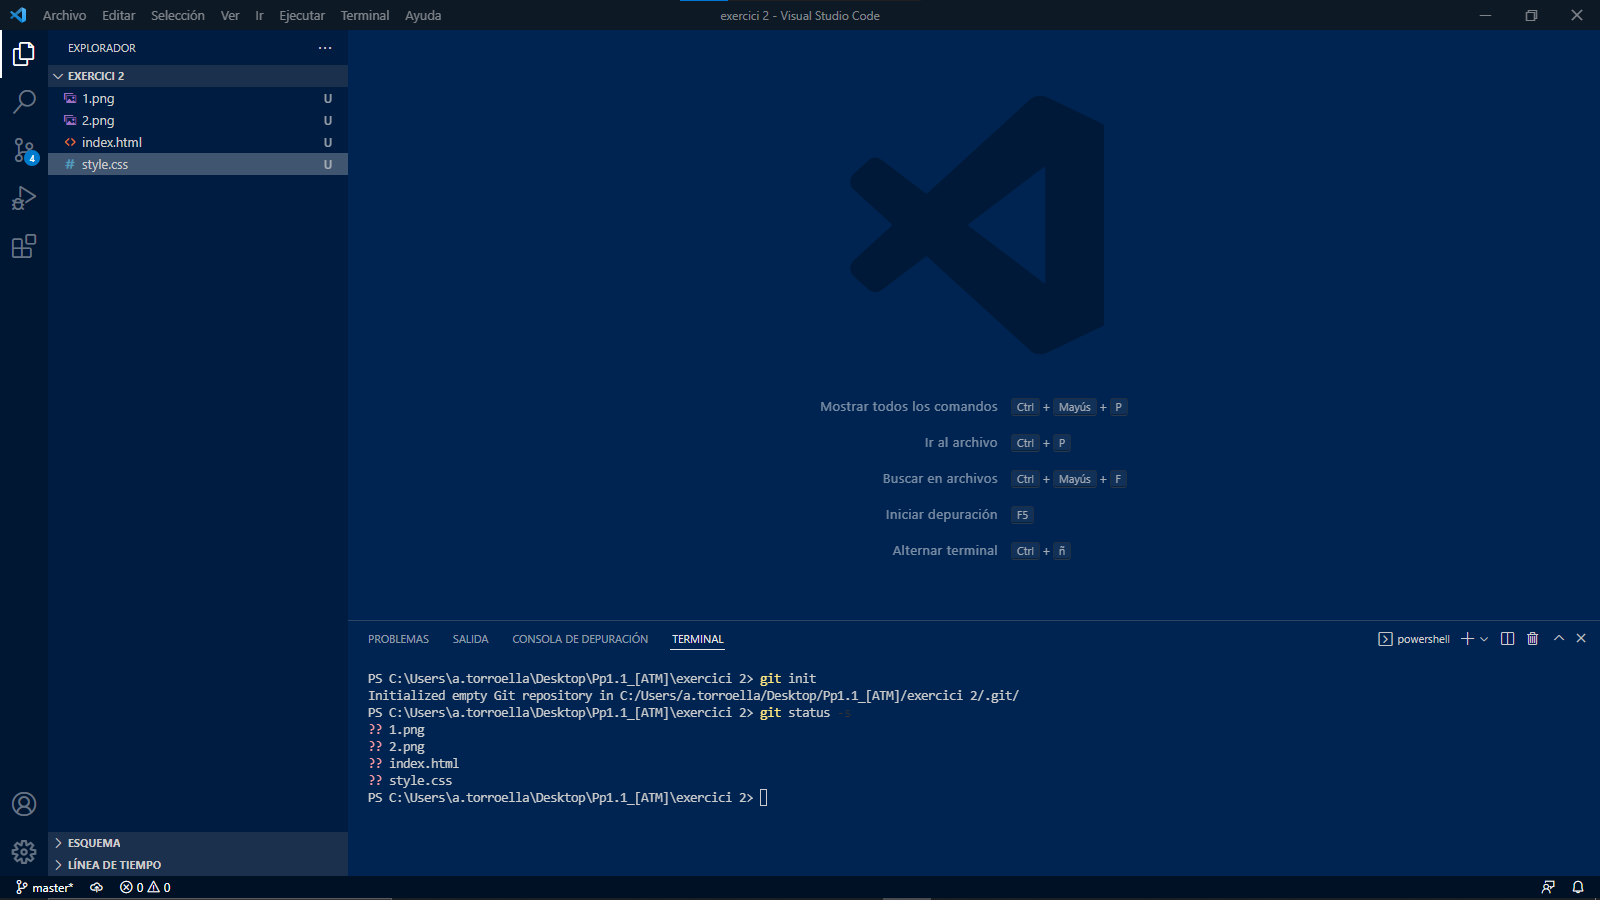 Archivo Editar Selección Ver Ir Ejecutar Terminal Ayuda
exercici 2 - Visual Studio Code
EXPLORADOR
EXERCICI 2
1.png U
2.png U
index.html U
style.css U
4
Mostrar todos los comandos Ctrl + Mayús + P
Ir al archivo Ctrl + P
Buscar en archivos Ctrl + Mayús + F
Iniciar depuración F5
Alternar terminal Ctrl + ñ
PROBLEMAS SALIDA CONSOLA DE DEPURACIÓN TERMINAL
powershell
PS C:\Users\a.torroella\Desktop\Pp1.1_[ATM]\exercici 2> git init
Initialized empty Git repository in C:/Users/a.torroella/Desktop/Pp1.1_[ATM]/exercici 2/.git/
PS C:\Users\a.torroella\Desktop\Pp1.1_[ATM]\exercici 2> git status -s
?? 1.png
?? 2.png
?? index.html
?? style.css
PS C:\Users\a.torroella\Desktop\Pp1.1_[ATM]\exercici 2>
ESQUEMA
LÍNEA DE TIEMPO
master* 0 0